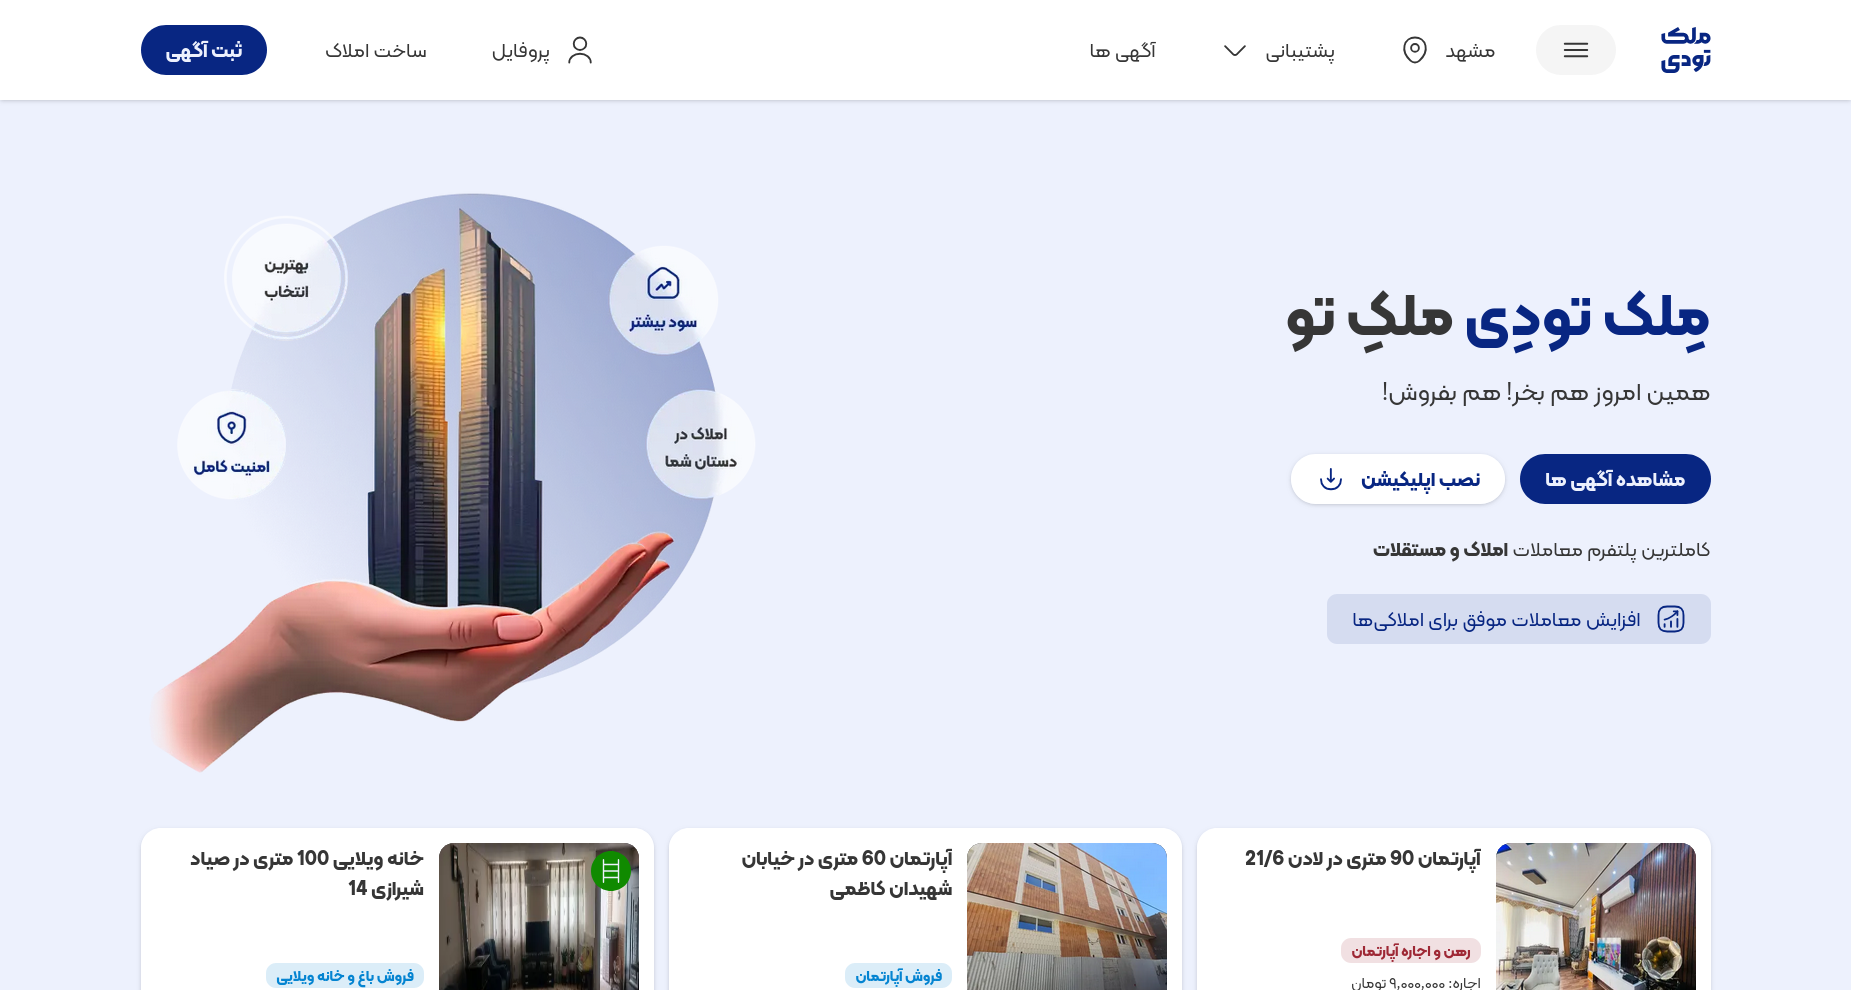 ملک
تودی
مشهد
پشتیبانی
آگهی ها
پروفایل
ساخت املاک
ثبت آگهی
مِلک تودِی ملکِ تو
همین امروز هم بخر! هم بفروش!
مشاهده آگهی ها
نصب اپلیکیشن
کاملترین پلتفرم معاملات املاک و مستقلات
افزایش معاملات موفق برای املاکی‌ها
سود بیشتر
املاک در
دستان شما
بهترین
انتخاب
امنیت کامل
آپارتمان 90 متری در لادن 21/6
رهن و اجاره آپارتمان
اجاره: ۹,۰۰۰,۰۰۰ تومان
آپارتمان 60 متری در خیابان
شهیدان کاظمی
فروش آپارتمان
خانه ویلایی 100 متری در صیاد
شیرازی 14
فروش باغ و خانه ویلایی